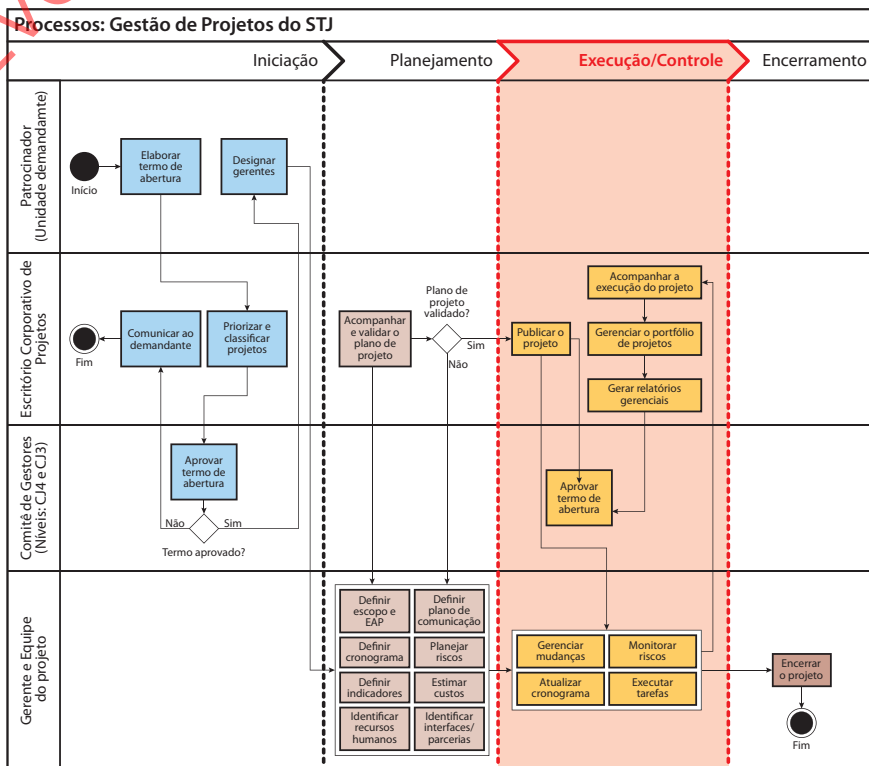 Processos: Gestão de Projetos do STJ
Iniciação
Planejamento
Execução/Controle
Encerramento
Patrocinador
(Unidade demandamte)
Início
Elaborar
termo de
abertura
Designar
gerentes
Escritório Corporativo de
Projetos
Fim
Comunicar ao
demandante
Priorizar e
classificar
projetos
Acompanhar
e validar o
plano de
projeto
Plano de
projeto
validado?
Sim
Não
Publicar o
projeto
Acompanhar a
execução do projeto
Gerenciar o portfólio
de projetos
Gerar relatórios
gerenciais
Comitê de Gestores
(Níveis: CJ4 e CJ3)
Aprovar
termo de
abertura
Não
Sim
Termo aprovado?
Aprovar
termo de
abertura
Gerente e Equipe
do projeto
Definir
escopo e
EAP
Definir
plano de
comunicação
Definir
cronograma
Planejar
riscos
Definir
indicadores
Estimar
custos
Identificar
recursos
humanos
Identificar
interfaces/
parcerias
Gerenciar
mudanças
Monitorar
riscos
Atualizar
cronograma
Executar
tarefas
Encerrar
o projeto
Fim